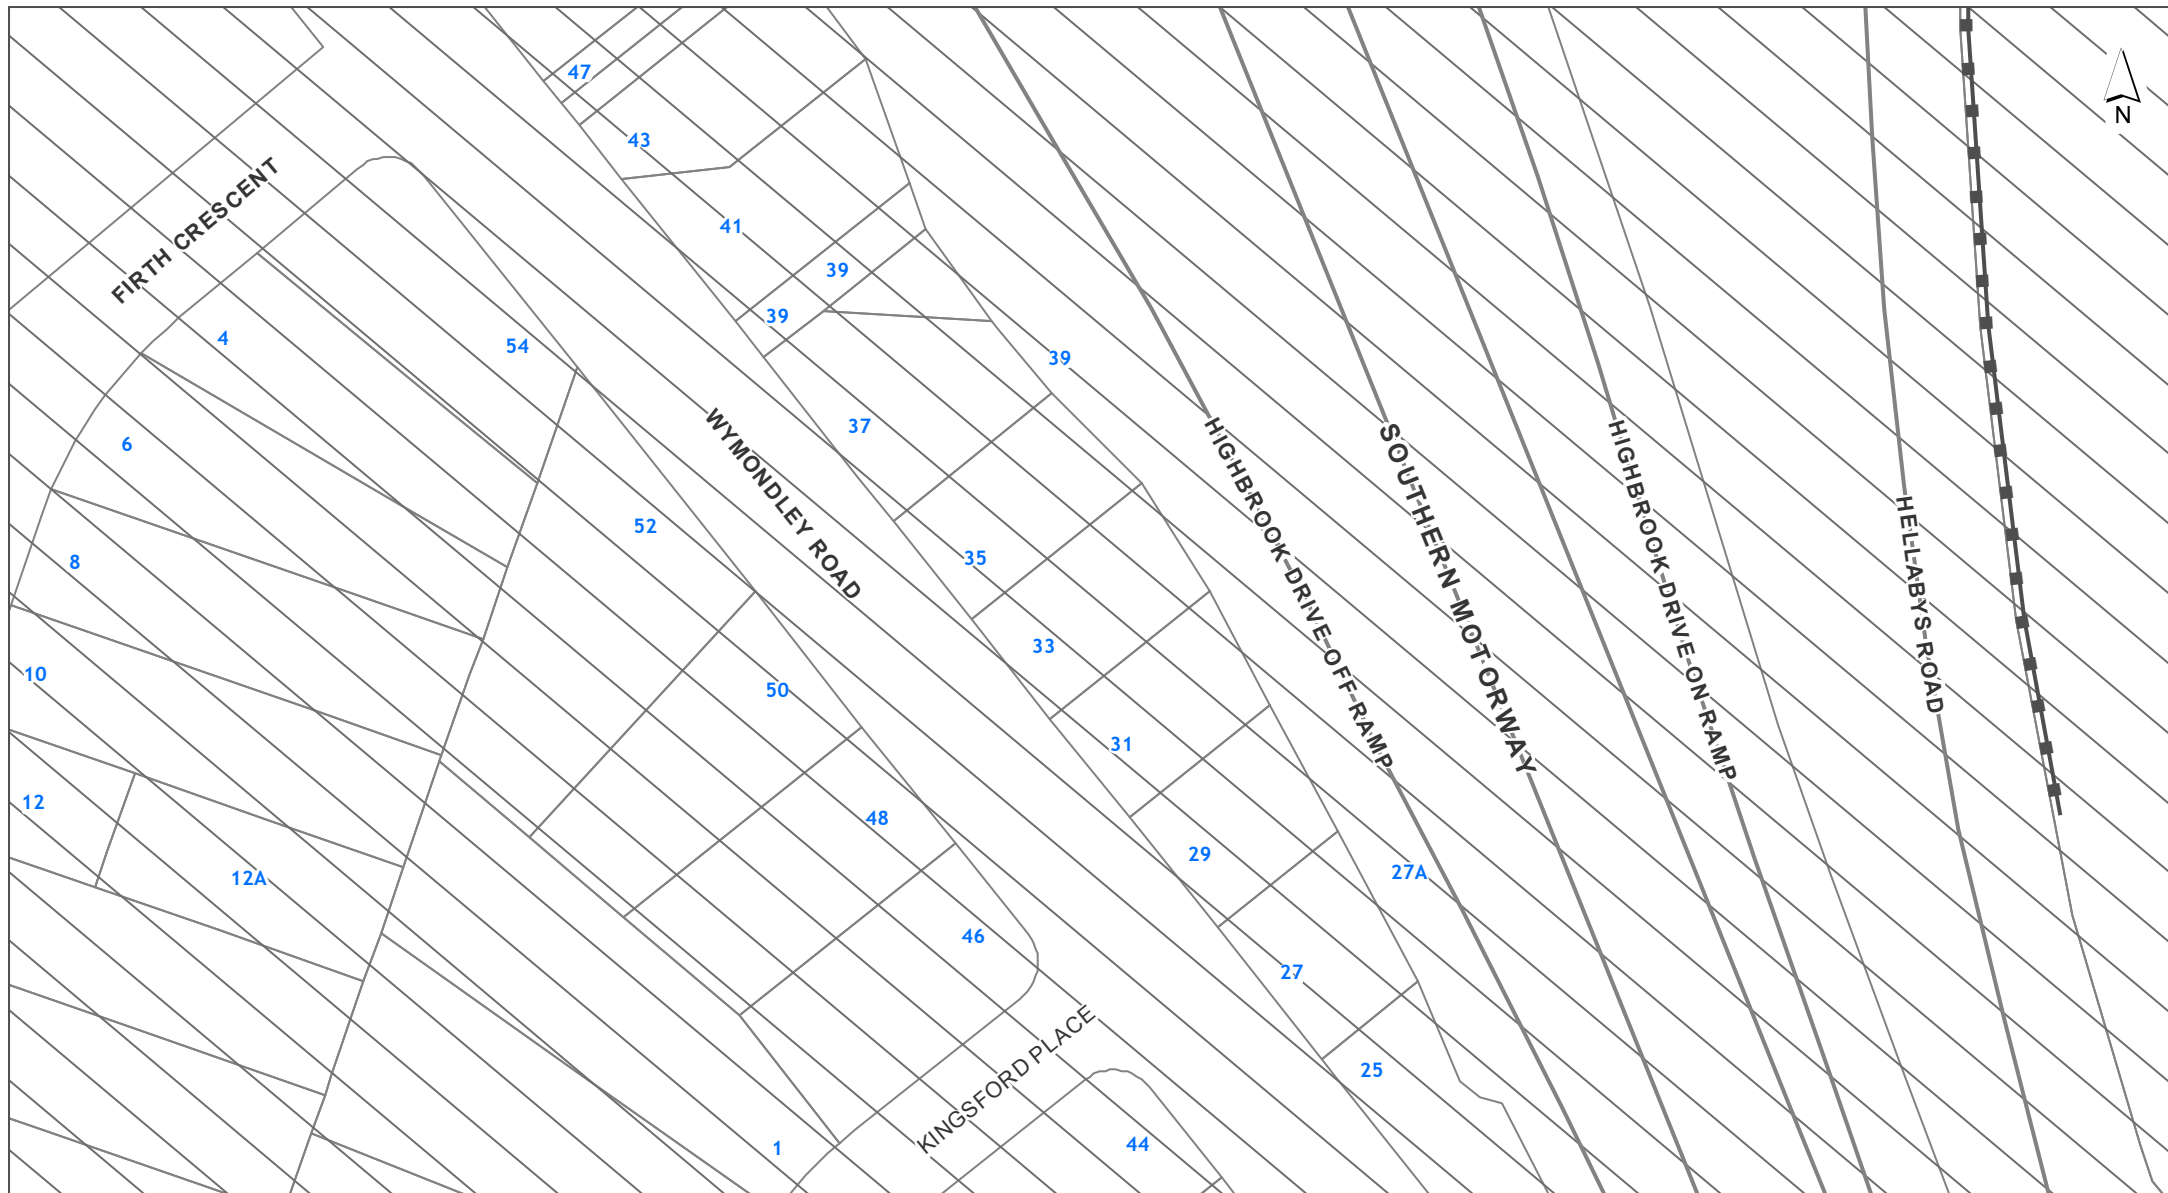 47
N
43
FIRTH CRESCENT
41
39
39
4
54
39
WYMONDLEY ROAD
37
HIGHBROOK DRIVE OFF RAMP
SOUTHERN MOTORWAY
HIGHBROOK DRIVE ON RAMP
HELLABYS ROAD
6
52
8
35
33
10
50
31
12
48
29
12A
27A
46
27
KINGSFORD PLACE
25
1
44